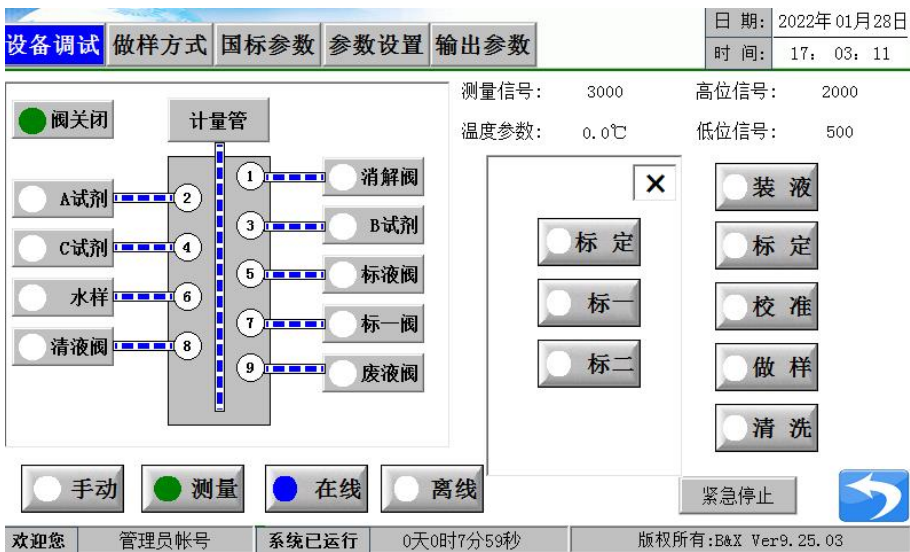 设备调试 做样方式 国标参数 参数设置 输出参数
日 期: 2022年01月28日
时 间: 17: 03: 11
测量信号: 3000 高位信号: 2000
温度参数: 0.0℃ 低位信号: 500
阀关闭 计量管
1 消解阀
A试剂 2
3 B试剂
C试剂 4
5 标液阀
水样 6
7 标一阀
清液阀 8
9 废液阀
×
标 定
标一
标二
装 液
标 定
校 准
做 样
清 洗
手动 测量 在线 离线
紧急停止
欢迎您 管理员帐号 系统已运行 0天0时7分59秒 版权所有:B&X Ver9.25.03